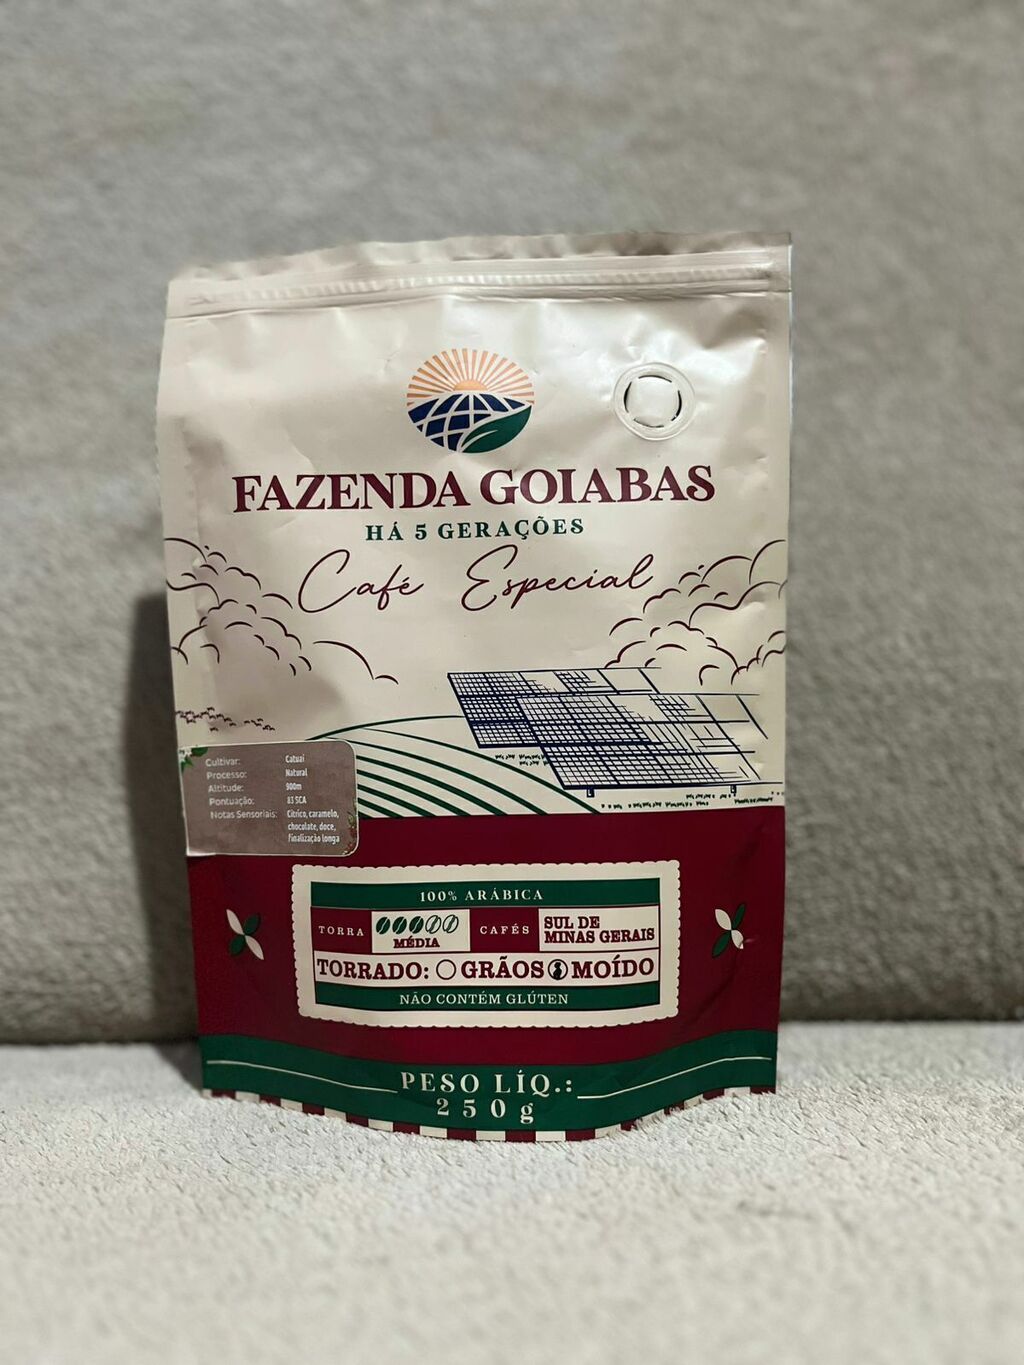 FAZENDA GOIABAS
HÁ 5 GERAÇÕES
Café Especial
Cultivar: Catuaí
Processo: Natural
Altitude: 900m
Pontuação: 83 SCA
Notas Sensoriais: Cítrico, caramelo,
chocolate, doce,
finalização longa
100% ARÁBICA
TORRA MÉDIA CAFÉS SUL DE
MINAS GERAIS
TORRADO: GRÃOS MOÍDO
NÃO CONTÉM GLÚTEN
PESO LÍQ.:
250g